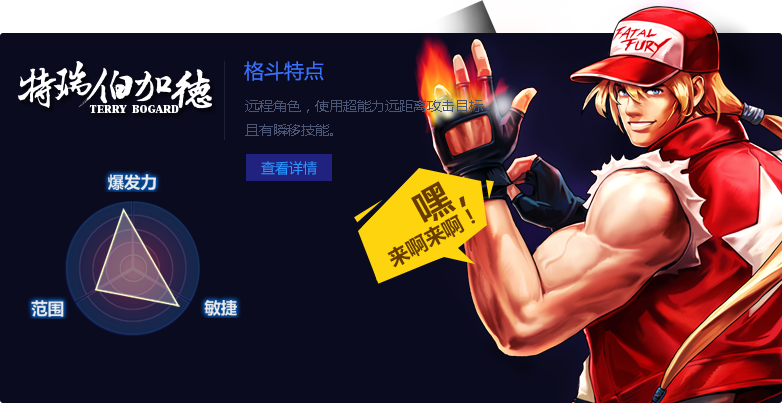 特瑞伯加德
TERRY BOGARD
格斗特点
远程角色，使用超能力远距离攻击目标
且有瞬移技能。
查看详情
爆发力
范围
敏捷
嘿，
来啊来啊！
FATAL
FURY